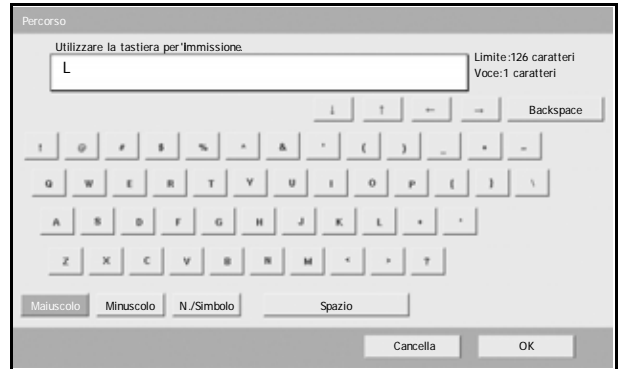 Percorso
Utilizzare la tastiera per l'Immissione.
L
Limite:126 caratteri
Voce:1 caratteri
↓ ↑ ← → Backspace
! @ # $ % ^ & ' ( ) _
Q W E R T Y U I O P { } \
A S D F G H J K L
Z X C V B N M < > ?
Maiuscolo Minuscolo N./Simbolo Spazio
Cancella OK